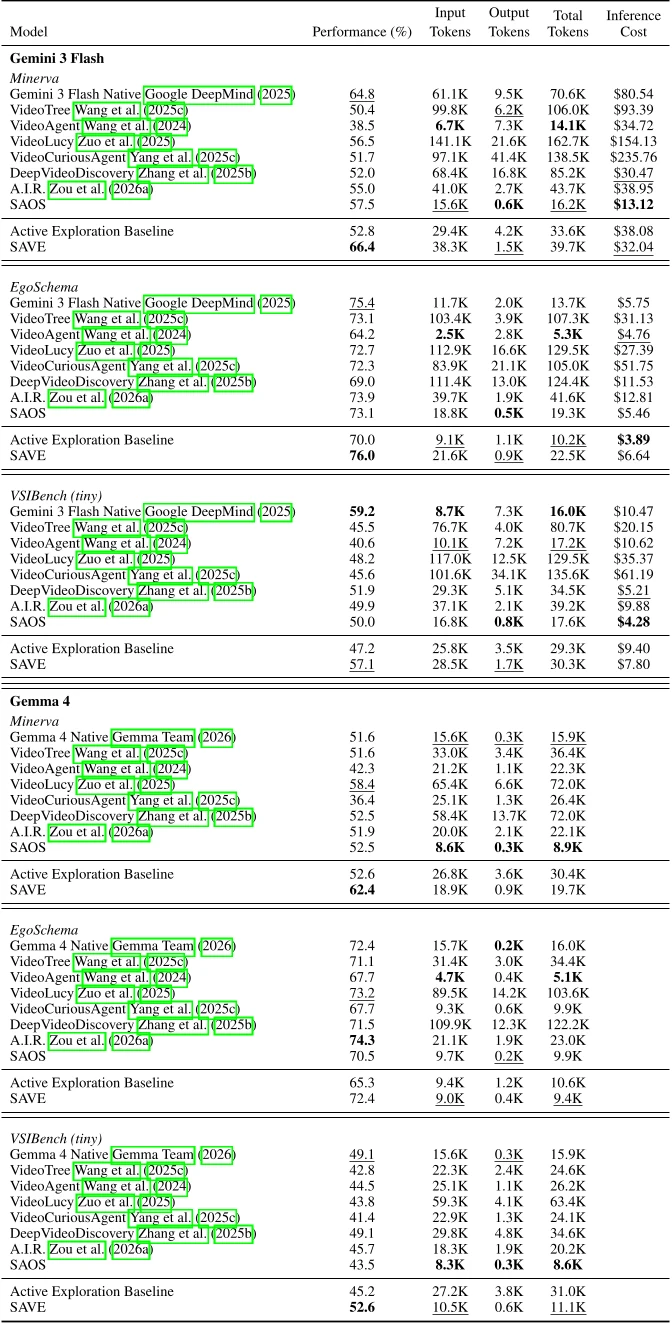 Model Performance (%) Input Tokens Output Tokens Total Tokens Inference Cost
Gemini 3 Flash
Minerva
Gemini 3 Flash Native Google DeepMind (2025) 64.8 61.1K 9.5K 70.6K $80.54
VideoTree Wang et al. (2025c) 50.4 99.8K 6.2K 106.0K $93.39
VideoAgent Wang et al. (2024) 38.5 6.7K 7.3K 14.1K $34.72
VideoLucy Zuo et al. (2025) 56.5 141.1K 21.6K 162.7K $154.13
VideoCuriousAgent Yang et al. (2025c) 51.7 97.1K 41.4K 138.5K $235.76
DeepVideoDiscovery Zhang et al. (2025b) 52.0 68.4K 16.8K 85.2K $30.47
A.I.R. Zou et al. (2026a) 55.0 41.0K 2.7K 43.7K $38.95
SAOS 57.5 15.6K 0.6K 16.2K $13.12
Active Exploration Baseline 52.8 29.4K 4.2K 33.6K $38.08
SAVE 66.4 38.3K 1.5K 39.7K $32.04
EgoSchema
Gemini 3 Flash Native Google DeepMind (2025) 75.4 11.7K 2.0K 13.7K $5.75
VideoTree Wang et al. (2025c) 73.1 103.4K 3.9K 107.3K $31.13
VideoAgent Wang et al. (2024) 64.2 2.5K 2.8K 5.3K $4.76
VideoLucy Zuo et al. (2025) 72.7 112.9K 16.6K 129.5K $27.39
VideoCuriousAgent Yang et al. (2025c) 72.3 83.9K 21.1K 105.0K $51.75
DeepVideoDiscovery Zhang et al. (2025b) 69.0 111.4K 13.0K 124.4K $11.53
A.I.R. Zou et al. (2026a) 73.9 39.7K 1.9K 41.6K $12.81
SAOS 73.1 18.8K 0.5K 19.3K $5.46
Active Exploration Baseline 70.0 9.1K 1.1K 10.2K $3.89
SAVE 76.0 21.6K 0.9K 22.5K $6.64
VSIBench (tiny)
Gemini 3 Flash Native Google DeepMind (2025) 59.2 8.7K 7.3K 16.0K $10.47
VideoTree Wang et al. (2025c) 45.5 76.7K 4.0K 80.7K $20.15
VideoAgent Wang et al. (2024) 40.6 10.1K 7.2K 17.2K $10.62
VideoLucy Zuo et al. (2025) 48.2 117.0K 12.5K 129.5K $35.37
VideoCuriousAgent Yang et al. (2025c) 45.6 101.6K 34.1K 135.6K $61.19
DeepVideoDiscovery Zhang et al. (2025b) 51.9 29.3K 5.1K 34.5K $5.21
A.I.R. Zou et al. (2026a) 49.9 37.1K 2.1K 39.2K $9.88
SAOS 50.0 16.8K 0.8K 17.6K $4.28
Active Exploration Baseline 47.2 25.8K 3.5K 29.3K $9.40
SAVE 57.1 28.5K 1.7K 30.3K $7.80
Gemma 4
Minerva
Gemma 4 Native Gemma Team (2026) 51.6 15.6K 0.3K 15.9K
VideoTree Wang et al. (2025c) 51.6 33.0K 3.4K 36.4K
VideoAgent Wang et al. (2024) 42.3 21.2K 1.1K 22.3K
VideoLucy Zuo et al. (2025) 58.4 65.4K 6.6K 72.0K
VideoCuriousAgent Yang et al. (2025c) 36.4 25.1K 1.3K 26.4K
DeepVideoDiscovery Zhang et al. (2025b) 52.5 58.4K 13.7K 72.0K
A.I.R. Zou et al. (2026a) 51.9 20.0K 2.1K 22.1K
SAOS 52.5 8.6K 0.3K 8.9K
Active Exploration Baseline 52.6 26.8K 3.6K 30.4K
SAVE 62.4 18.9K 0.9K 19.7K
EgoSchema
Gemma 4 Native Gemma Team (2026) 72.4 15.7K 0.2K 16.0K
VideoTree Wang et al. (2025c) 71.1 31.4K 3.0K 34.4K
VideoAgent Wang et al. (2024) 67.7 4.7K 0.4K 5.1K
VideoLucy Zuo et al. (2025) 73.2 89.5K 14.2K 103.6K
VideoCuriousAgent Yang et al. (2025c) 67.7 9.3K 0.6K 9.9K
DeepVideoDiscovery Zhang et al. (2025b) 71.5 109.9K 12.3K 122.2K
A.I.R. Zou et al. (2026a) 74.3 21.1K 1.9K 23.0K
SAOS 70.5 9.7K 0.2K 9.9K
Active Exploration Baseline 65.3 9.4K 1.2K 10.6K
SAVE 72.4 9.0K 0.4K 9.4K
VSIBench (tiny)
Gemma 4 Native Gemma Team (2026) 49.1 15.6K 0.3K 15.9K
VideoTree Wang et al. (2025c) 42.8 22.3K 2.4K 24.6K
VideoAgent Wang et al. (2024) 44.5 25.1K 1.1K 26.2K
VideoLucy Zuo et al. (2025) 43.8 59.3K 4.1K 63.4K
VideoCuriousAgent Yang et al. (2025c) 41.4 22.9K 1.3K 24.1K
DeepVideoDiscovery Zhang et al. (2025b) 49.1 29.8K 4.8K 34.6K
A.I.R. Zou et al. (2026a) 45.7 18.3K 1.9K 20.2K
SAOS 43.5 8.3K 0.3K 8.6K
Active Exploration Baseline 45.2 27.2K 3.8K 31.0K
SAVE 52.6 10.5K 0.6K 11.1K